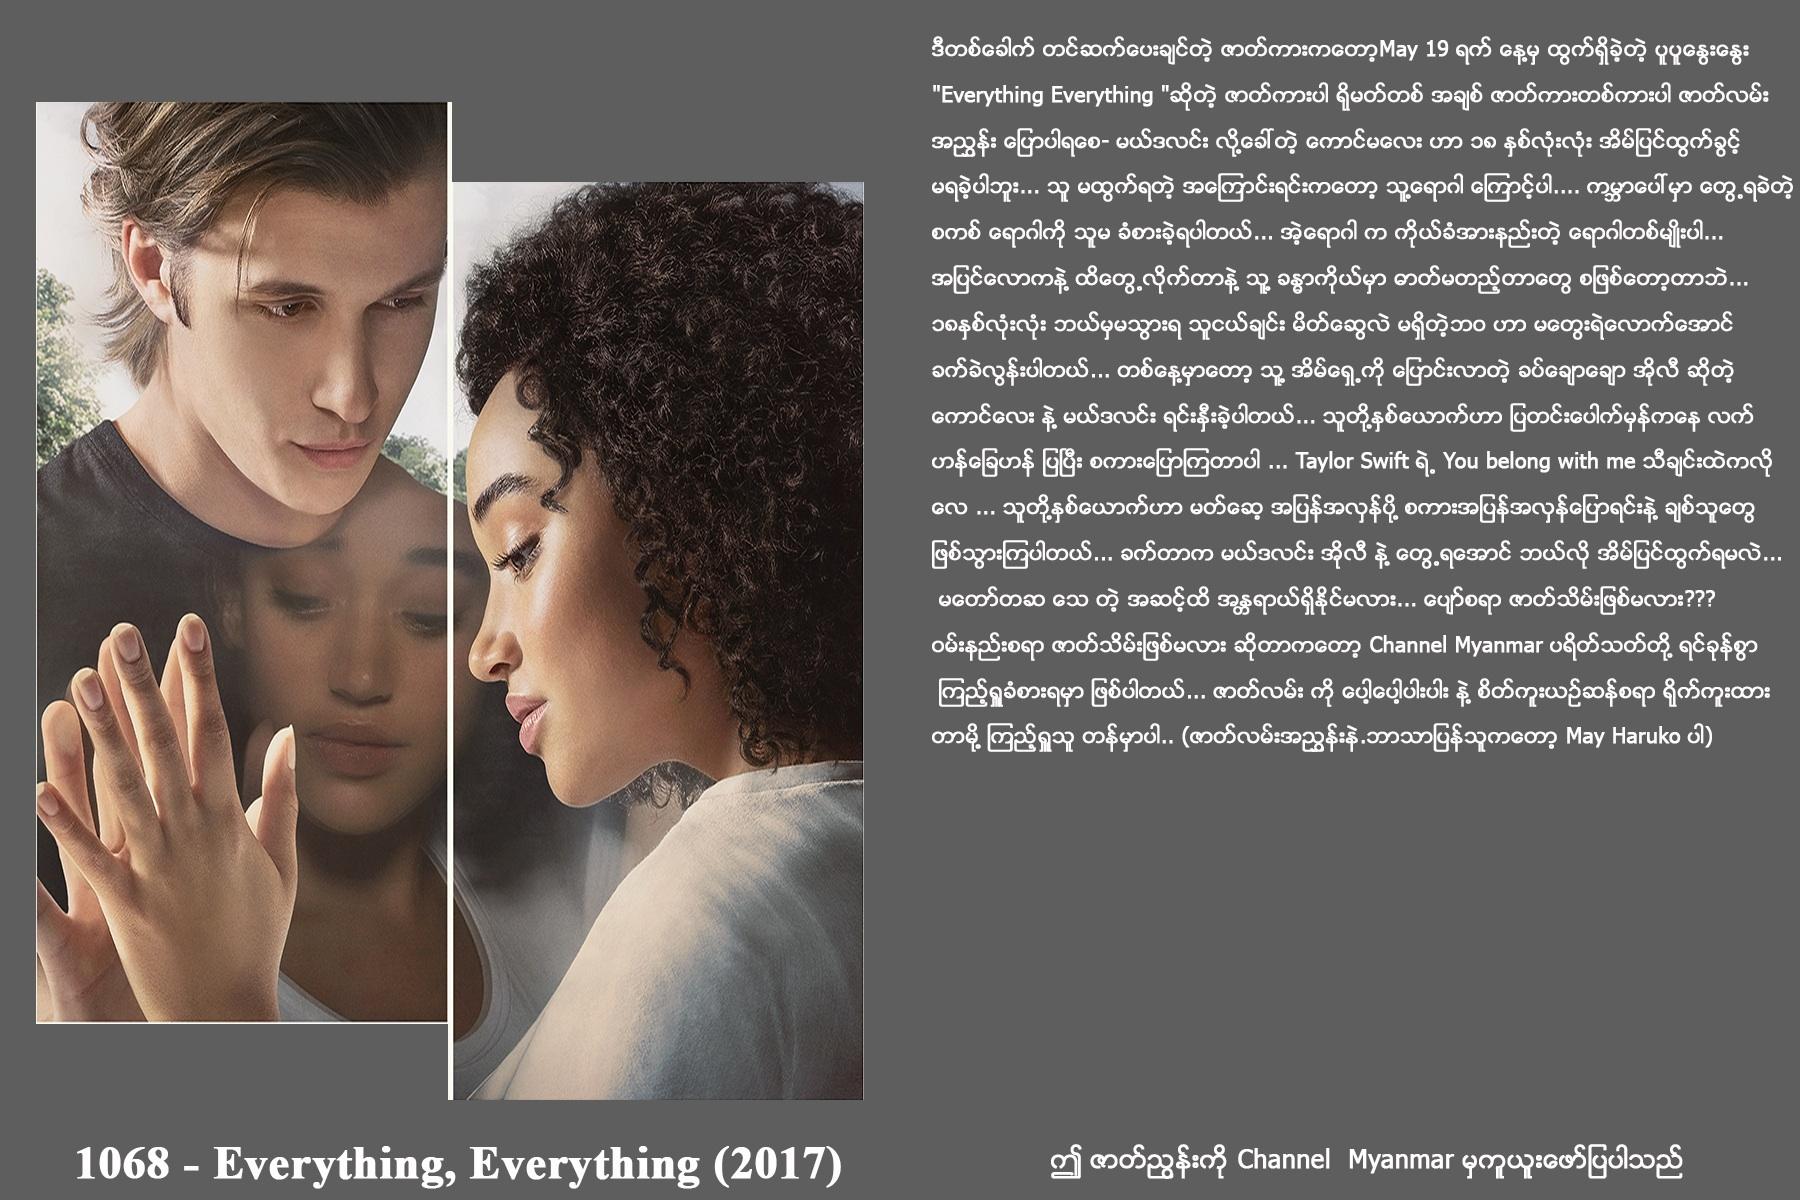 ဒီတစ်ခေါက် တင်ဆက်ပေးချင်တဲ့ ဇာတ်ကားကတော့May 19 ရက် နေ့မှ ထွက်ရှိခဲ့တဲ့ ပူပူနွေးနွေး
"Everything Everything "ဆိုတဲ့ ဇာတ်ကားပါ ရိုမတ်တစ် အချစ် ဇာတ်ကားတစ်ကားပါ ဇာတ်လမ်း
အညွှန်း ပြောပါရစေ- မယ်ဒလင်း လို့ခေါ်တဲ့ ကောင်မလေး ဟာ ၁၈ နှစ်လုံးလုံး အိမ်ပြင်ထွက်ခွင့်
မရခဲ့ပါဘူး... သူ မထွက်ရတဲ့ အကြောင်းရင်းကတော့ သူ့ရောဂါ ကြောင့်ပါ.... ကမ္ဘာပေါ်မှာ တွေ့ရခဲတဲ့
စကစ် ရောဂါကို သူမ ခံစားခဲ့ရပါတယ်... အဲ့ရောဂါ က ကိုယ်ခံအားနည်းတဲ့ ရောဂါတစ်မျိုးပါ...
အပြင်လောကနဲ့ ထိတွေ့လိုက်တာနဲ့ သူ့ ခန္ဓာကိုယ်မှာ ဓာတ်မတည့်တာတွေ စဖြစ်တော့တာဘဲ...
၁၈နှစ်လုံးလုံး ဘယ်မှမသွားရ သူငယ်ချင်း မိတ်ဆွေလဲ မရှိတဲ့ဘဝ ဟာ မတွေးရဲလောက်အောင်
ခက်ခဲလွန်းပါတယ်... တစ်နေ့မှာတော့ သူ့ အိမ်ရှေ့ကို ပြောင်းလာတဲ့ ခပ်ချောချော အိုလီ ဆိုတဲ့
ကောင်လေး နဲ့ မယ်ဒလင်း ရင်းနှီးခဲ့ပါတယ်... သူတို့နှစ်ယောက်ဟာ ပြတင်းပေါက်မှန်ကနေ လက်
ဟန်ခြေဟန် ပြပြီး စကားပြောကြတာပါ ... Taylor Swift ရဲ့ You belong with me သီချင်းထဲကလို
လေ ... သူတို့နှစ်ယောက်ဟာ မတ်ဆေ့ အပြန်အလှန်ပို့ စကားအပြန်အလှန်ပြောရင်းနဲ့ ချစ်သူတွေ
ဖြစ်သွားကြပါတယ်... ခက်တာက မယ်ဒလင်း အိုလီ နဲ့ တွေ့ရအောင် ဘယ်လို အိမ်ပြင်ထွက်ရမလဲ...
မတော်တဆ သေ တဲ့ အဆင့်ထိ အန္တရာယ်ရှိနိုင်မလား... ပျော်စရာ ဇာတ်သိမ်းဖြစ်မလား???
ဝမ်းနည်းစရာ ဇာတ်သိမ်းဖြစ်မလား ဆိုတာကတော့ Channel Myanmar ပရိတ်သတ်တို့ ရင်ခုန်စွာ
ကြည့်ရှူခံစားရမှာ ဖြစ်ပါတယ်... ဇာတ်လမ်း ကို ပေါ့ပေါ့ပါးပါး နဲ့ စိတ်ကူးယဉ်ဆန်စရာ ရိုက်ကူးထား
တာမို့ ကြည့်ရှူသူ တန်မှာပါ.. (ဇာတ်လမ်းအညွှန်းနဲ့ဘာသာပြန်သူကတော့ May Haruko ပါ)
1068 - Everything, Everything (2017)
ဤ ဇာတ်ညွှန်းကို Channel Myanmar မှကူယူးဖော်ပြပါသည်